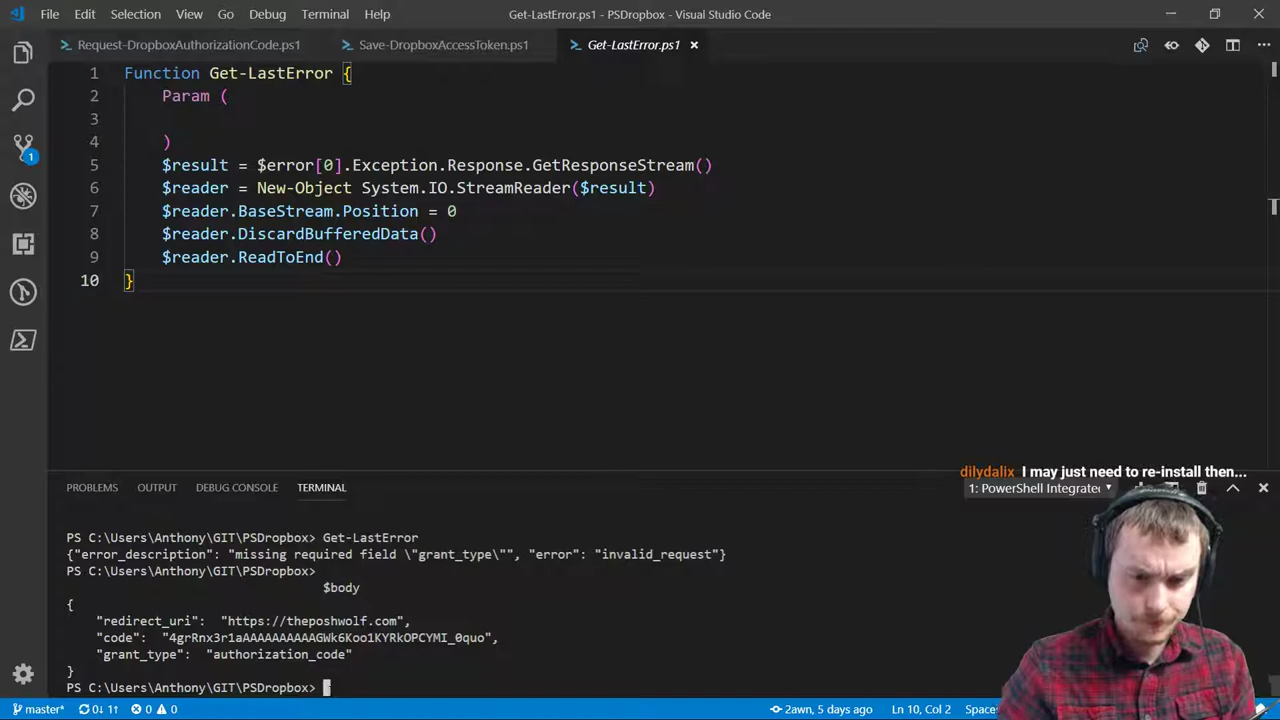 File Edit Selection View Go Debug Terminal Help Get-LastError.ps1 - PSDropbox - Visual Studio Code
Request-DropboxAuthorizationCode.ps1 Save-DropboxAccessToken.ps1 Get-LastError.ps1
1 Function Get-LastError {
2 Param (
3
4 )
5 $result = $error[0].Exception.Response.GetResponseStream()
6 $reader = New-Object System.IO.StreamReader($result)
7 $reader.BaseStream.Position = 0
8 $reader.DiscardBufferedData()
9 $reader.ReadToEnd()
10 }
1
dilydalix I may just need to re-install then...
PROBLEMS OUTPUT DEBUG CONSOLE TERMINAL 1: PowerShell Integrate
PS C:\Users\Anthony\GIT\PSDropbox> Get-LastError
{"error_description": "missing required field \"grant_type\"", "error": "invalid_request"}
PS C:\Users\Anthony\GIT\PSDropbox>
$body
{
"redirect_uri": "https://theposhwolf.com",
"code": "4grRnx3r1aAAAAAAAAAAGWk6Koo1KYRkOPCYMI_0quo",
"grant_type": "authorization_code"
}
PS C:\Users\Anthony\GIT\PSDropbox>
master* 0↓ 1↑ 0 0 2awn, 5 days ago Ln 10, Col 2 Spaces